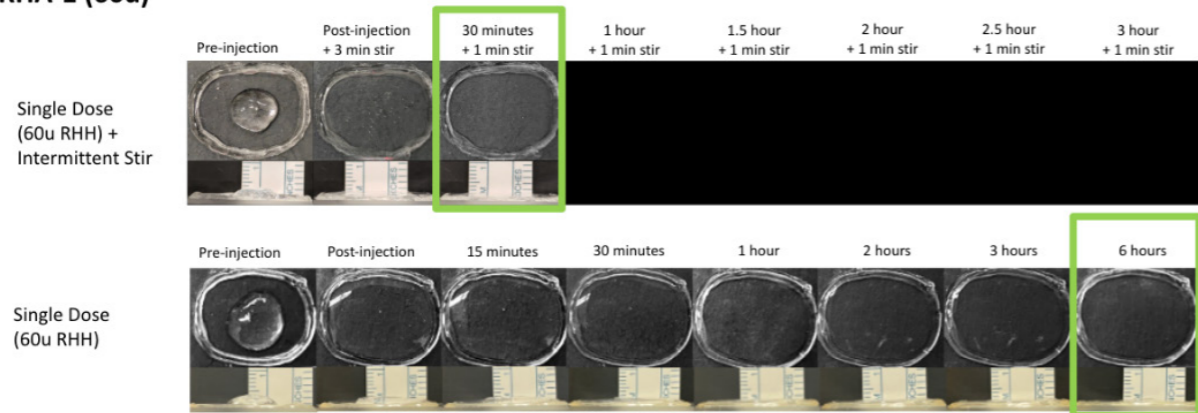 Pre-injection
Post-injection
+ 3 min stir
30 minutes
+ 1 min stir
1 hour
+ 1 min stir
1.5 hour
+ 1 min stir
2 hour
+ 1 min stir
2.5 hour
+ 1 min stir
3 hour
+ 1 min stir
Single Dose
(60u RHH) +
Intermittent Stir
Pre-injection
Post-injection
15 minutes
30 minutes
1 hour
2 hours
3 hours
6 hours
Single Dose
(60u RHH)